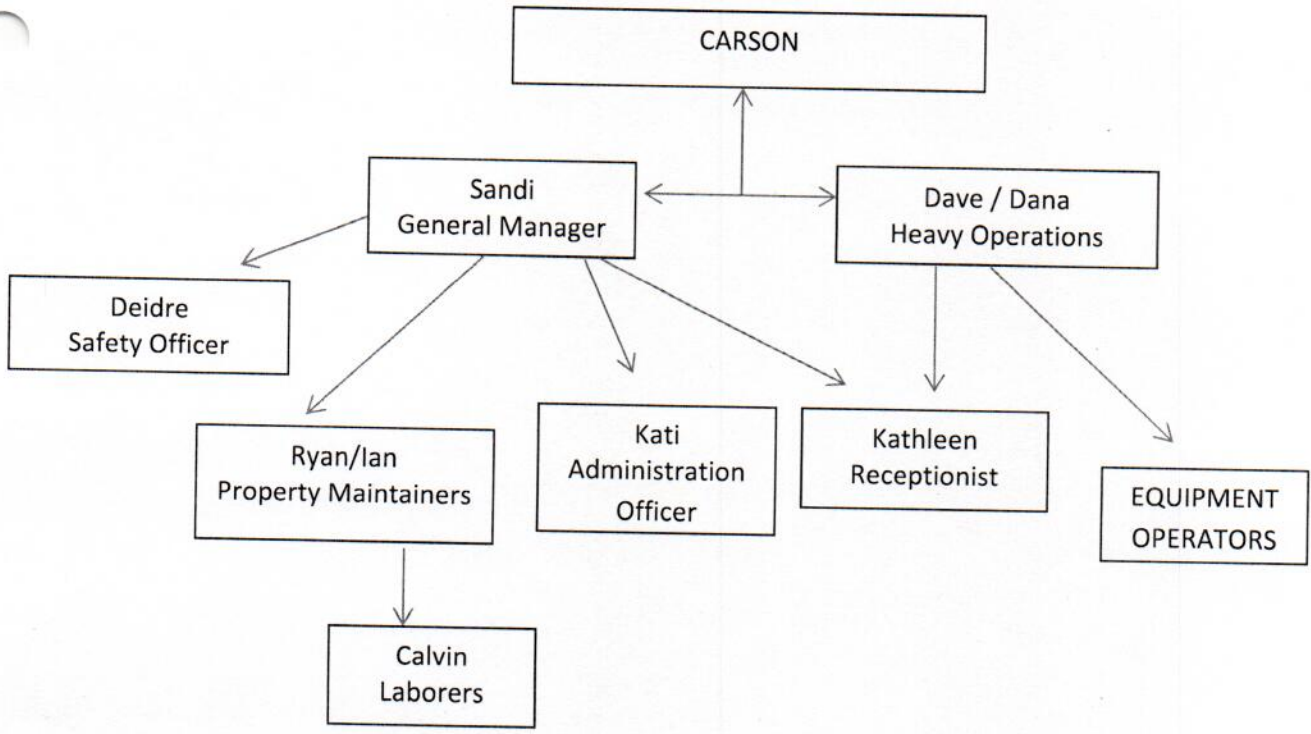 CARSON
Sandi
General Manager
Dave / Dana
Heavy Operations
Deidre
Safety Officer
Ryan/Ian
Property Maintainers
Kati
Administration
Officer
Kathleen
Receptionist
EQUIPMENT
OPERATORS
Calvin
Laborers